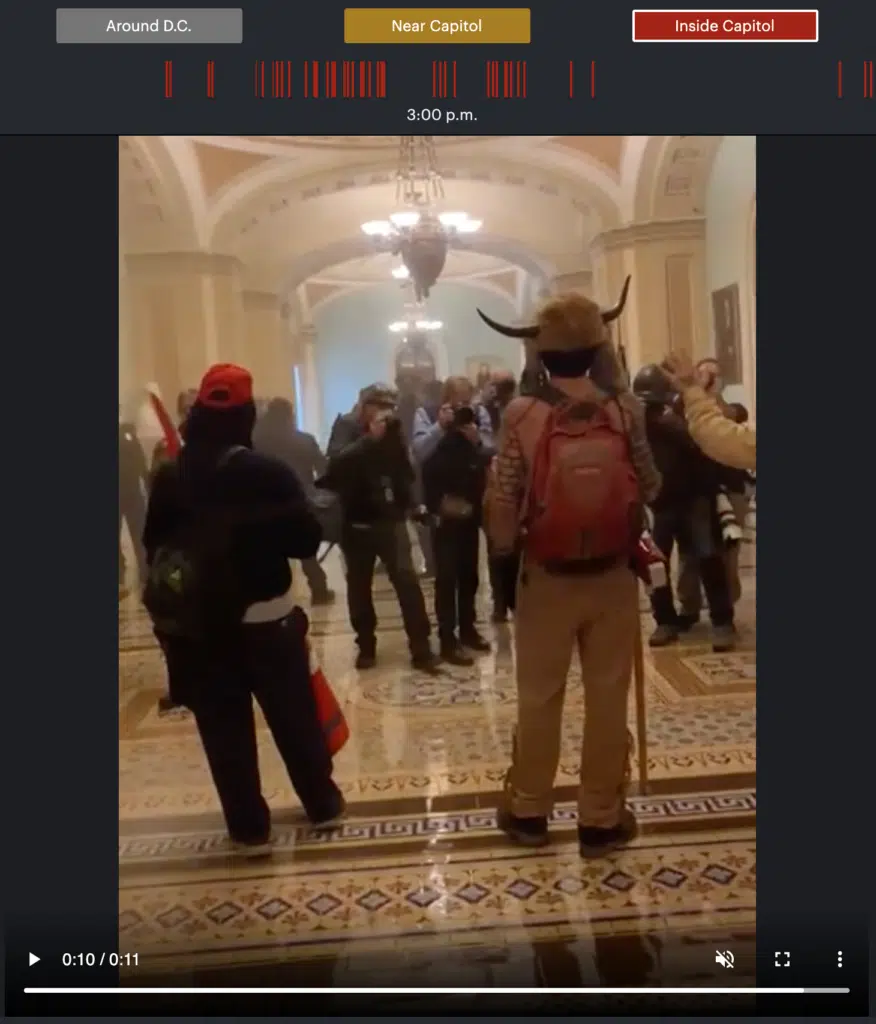 Around D.C.
Near Capitol
Inside Capitol
3:00 p.m.
0:10 / 0:11